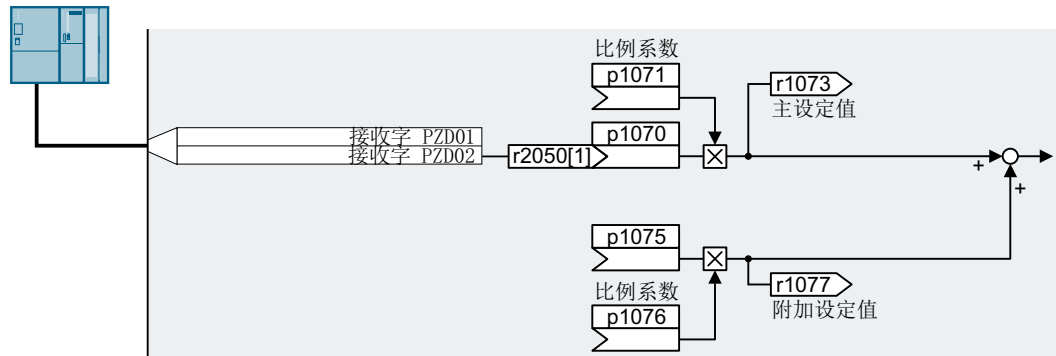 比例系数
p1071
r1073
主设定值
接收字 PZD01
接收字 PZD02
r2050[1]
p1070
+
+
p1075
r1077
附加设定值
比例系数
p1076